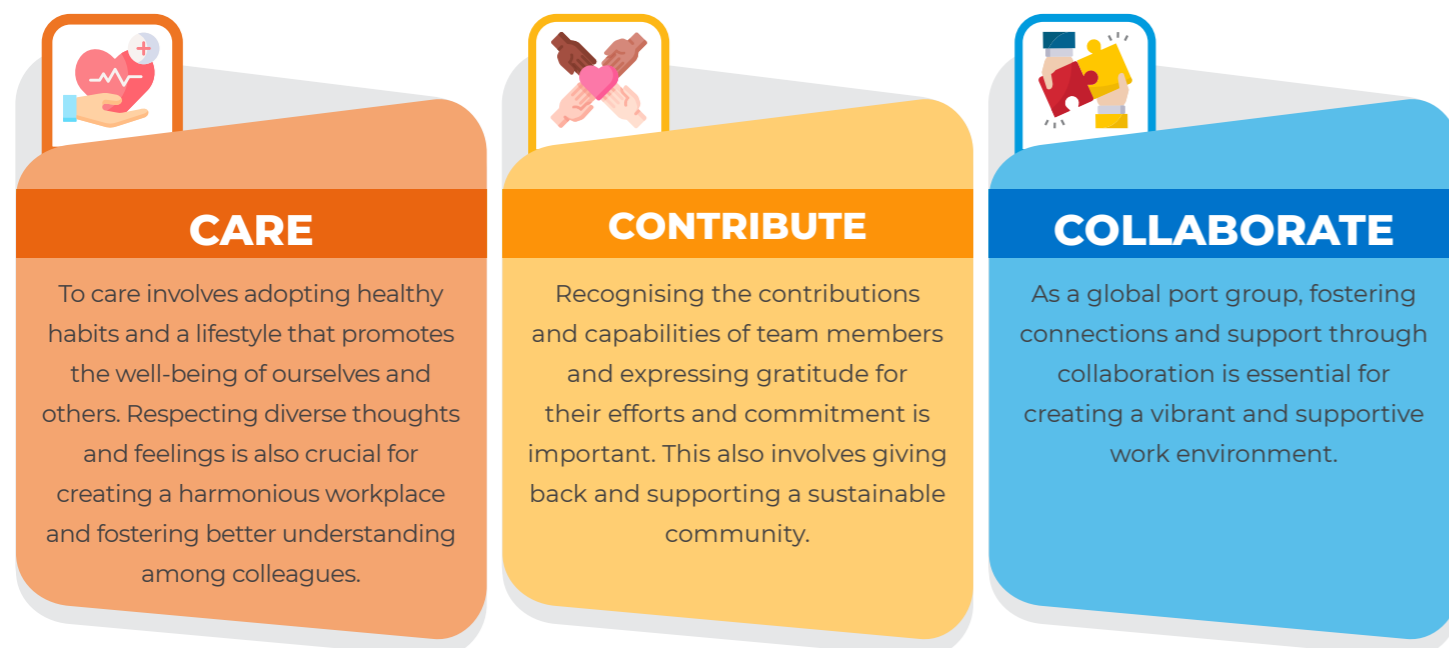 CARE
To care involves adopting healthy
habits and a lifestyle that promotes
the well-being of ourselves and
others. Respecting diverse thoughts
and feelings is also crucial for
creating a harmonious workplace
and fostering better understanding
among colleagues.
CONTRIBUTE
Recognising the contributions
and capabilities of team members
and expressing gratitude for
their efforts and commitment is
important. This also involves giving
back and supporting a sustainable
community.
COLLABORATE
As a global port group, fostering
connections and support through
collaboration is essential for
creating a vibrant and supportive
work environment.